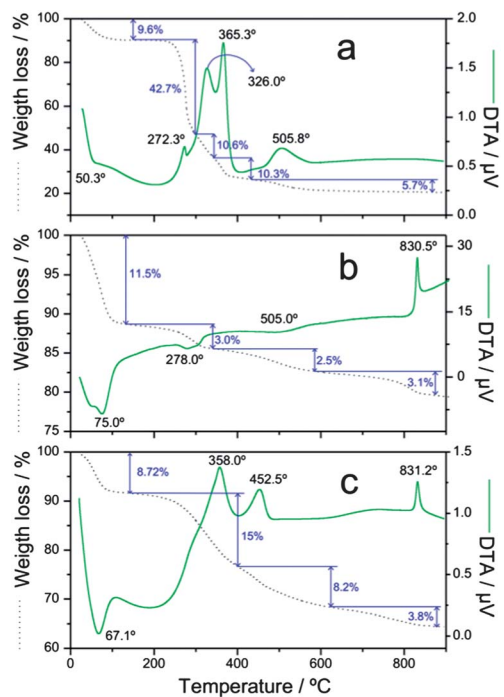 100
80
60
40
20
Weigth loss / %
a
9.6%
42.7%
10.6%
10.3%
5.7%
50.3º
272.3º
365.3º
326.0º
505.8º
2.0
1.5
1.0
0.5
0.0
DTA / µV
100
95
90
85
80
75
Weigth loss / %
b
11.5%
3.0%
2.5%
3.1%
75.0º
278.0º
505.0º
830.5º
30
15
0
DTA / µV
100
90
80
70
60
Weigth loss / %
c
8.72%
15%
8.2%
3.8%
67.1º
358.0º
452.5º
831.2º
1.5
1.0
0.5
0.0
DTA / µV
0 200 400 600 800
Temperature / ºC